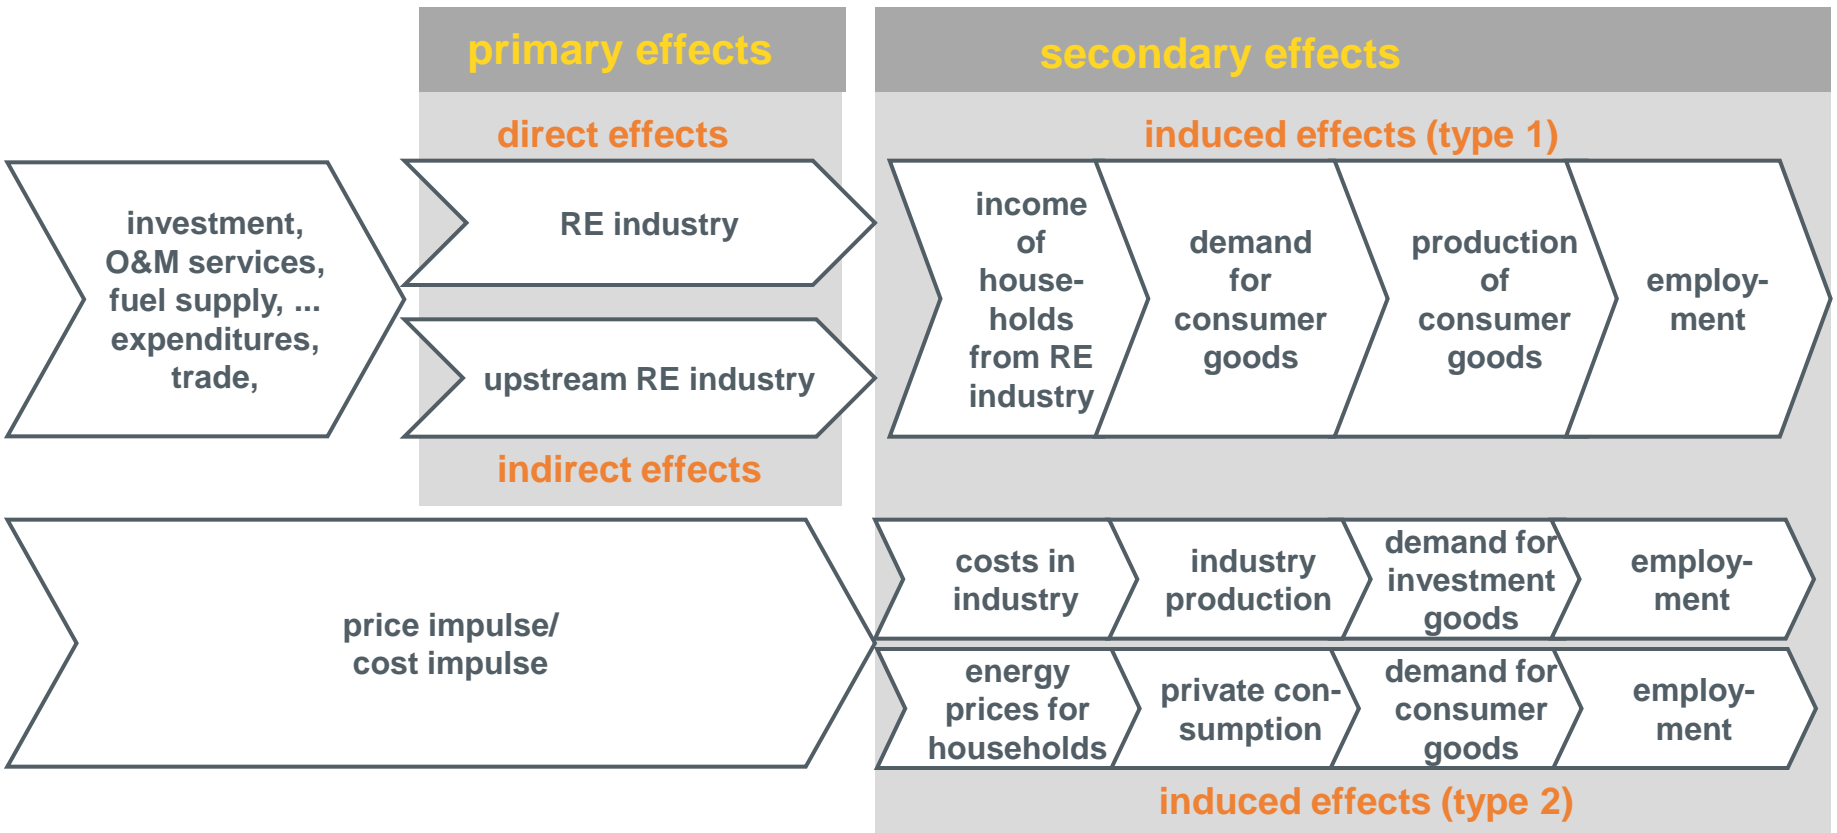 primary effects
secondary effects
direct effects
induced effects (type 1)
investment,
O&M services,
fuel supply, ...
expenditures,
trade,
RE industry
upstream RE industry
indirect effects
income
of
house-
holds
from RE
industry
demand
for
consumer
goods
production
of
consumer
goods
employ-
ment
price impulse/
cost impulse
costs in
industry
industry
production
demand for
investment
goods
employ-
ment
energy
prices for
households
private con-
sumption
demand for
consumer
goods
employ-
ment
induced effects (type 2)